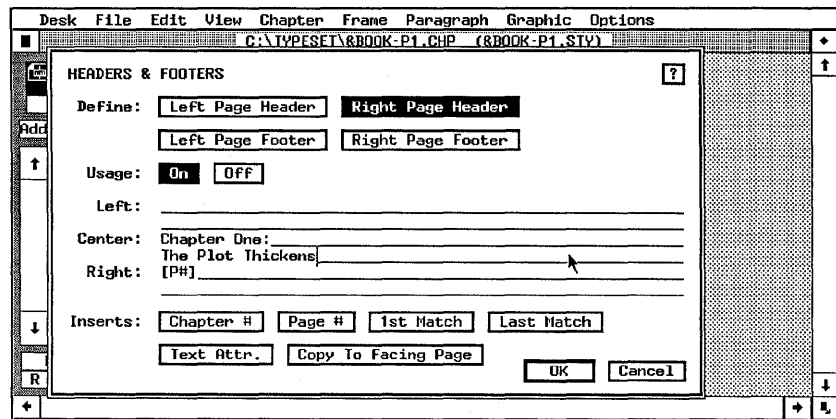 Desk File Edit View Chapter Frame Paragraph Graphic Options
C:\TYPESET\&BOOK-P1.CHP (&BOOK-P1.STY)
HEADERS & FOOTERS ?
Define: Left Page Header Right Page Header
Add
Left Page Footer Right Page Footer
Usage: On Off
Left:
Center: Chapter One:
The Plot Thickens
Right: [P#]
Inserts: Chapter # Page # 1st Match Last Match
Text Attr. Copy To Facing Page
OK Cancel
R